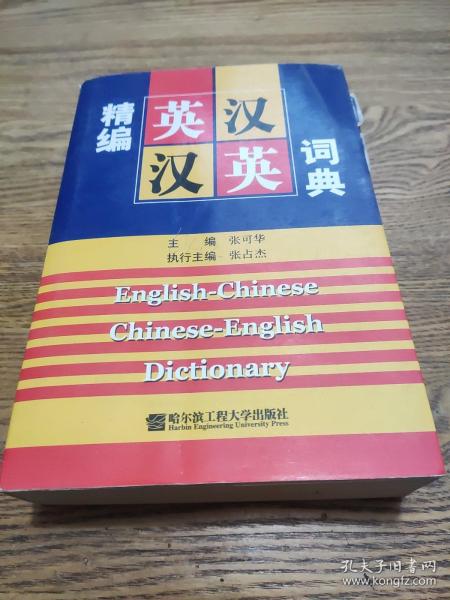 精编
英汉
汉英
词典
主 编 张可华
执行主编 张占杰
English-Chinese
Chinese-English
Dictionary
哈尔滨工程大学出版社
Harbin Engineering University Press
孔夫子旧书网
www.kongfz.com